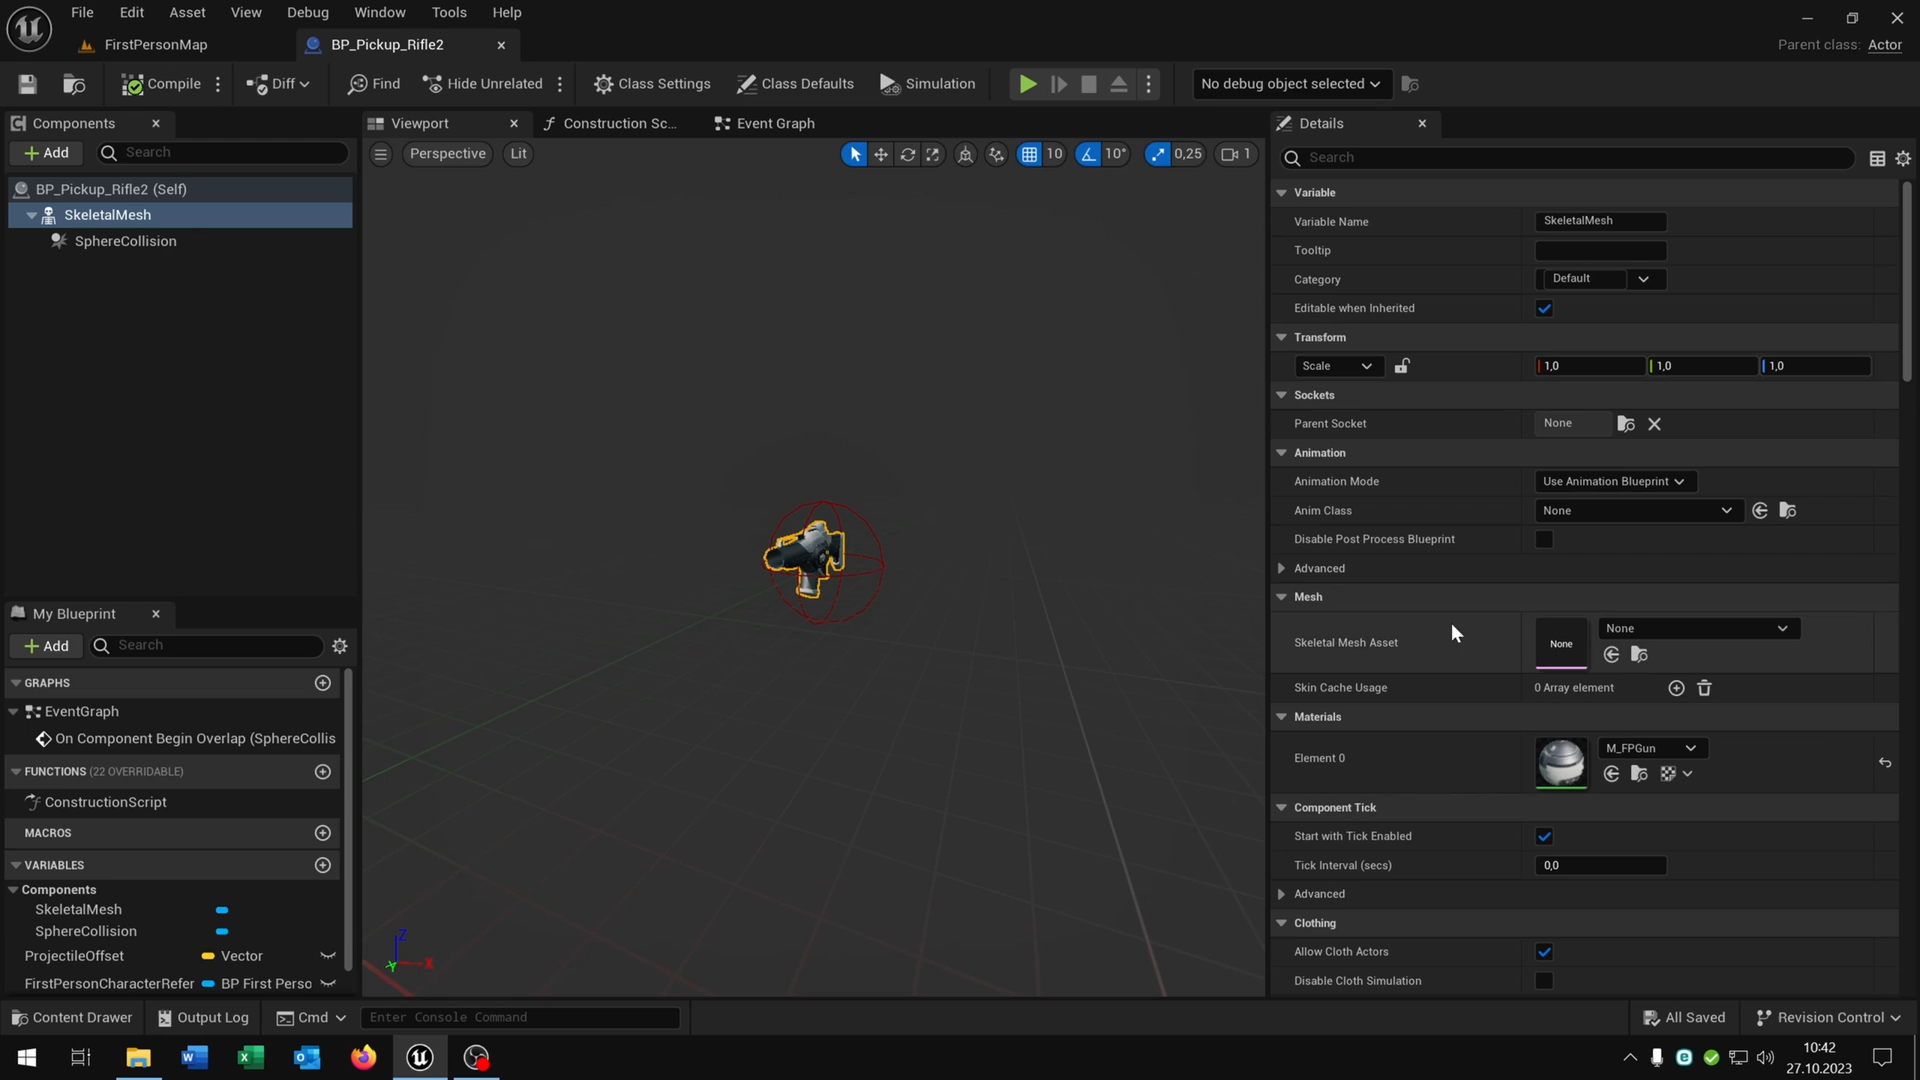 File Edit Asset View Debug Window Tools Help
FirstPersonMap BP_Pickup_Rifle2 Parent class: Actor
Compile Diff Find Hide Unrelated Class Settings Class Defaults Simulation No debug object selected
Components
Add Search
BP_Pickup_Rifle2 (Self)
SkeletalMesh
SphereCollision
Viewport Construction Sc... Event Graph
Perspective Lit 10 10° 0,25 1
Z
Y X
My Blueprint
Add Search
GRAPHS
EventGraph
On Component Begin Overlap (SphereCollis
FUNCTIONS (22 OVERRIDABLE)
ConstructionScript
MACROS
VARIABLES
Components
SkeletalMesh
SphereCollision
ProjectileOffset Vector
FirstPersonCharacterRefer BP First Perso
Details
Search
Variable
Variable Name SkeletalMesh
Tooltip
Category Default
Editable when Inherited
Transform
Scale 1,0 1,0 1,0
Sockets
Parent Socket None
Animation
Animation Mode Use Animation Blueprint
Anim Class None
Disable Post Process Blueprint
Advanced
Mesh
Skeletal Mesh Asset None None
Skin Cache Usage 0 Array element
Materials
Element 0 M_FPGun
Component Tick
Start with Tick Enabled
Tick Interval (secs) 0,0
Advanced
Clothing
Allow Cloth Actors
Disable Cloth Simulation
Content Drawer Output Log Cmd Enter Console Command All Saved Revision Control
10:42
27.10.2023